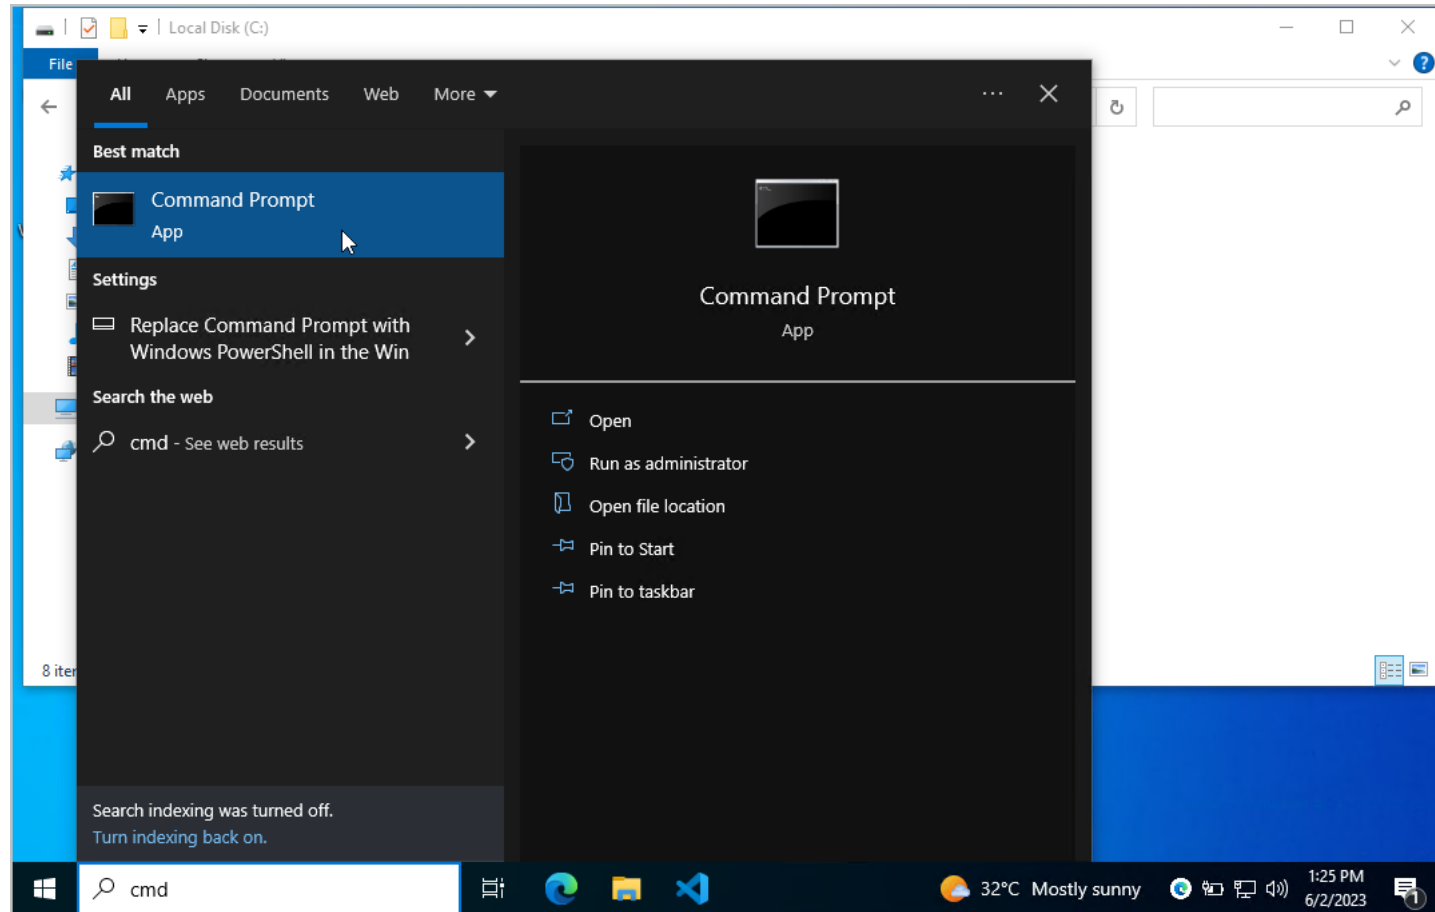 Local Disk (C:)
File
All Apps Documents Web More
Best match
Command Prompt
App
Settings
Replace Command Prompt with
Windows PowerShell in the Win
Search the web
cmd - See web results
Command Prompt
App
Open
Run as administrator
Open file location
Pin to Start
Pin to taskbar
8
Search indexing was turned off.
Turn indexing back on.
cmd
32°C Mostly sunny
1:25 PM
6/2/2023
1